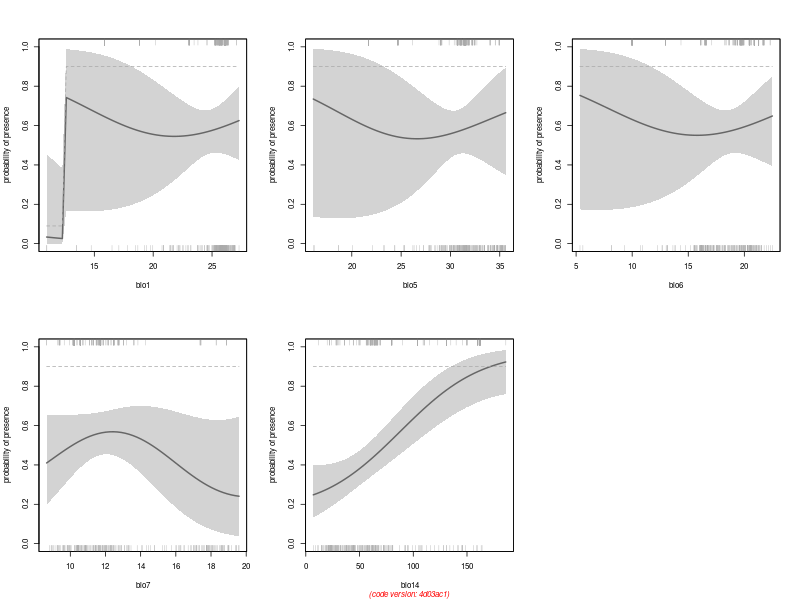 probability of presence
0.0 0.2 0.4 0.6 0.8 1.0
15 20 25
bio1
probability of presence
0.0 0.2 0.4 0.6 0.8 1.0
20 25 30 35
bio5
probability of presence
0.0 0.2 0.4 0.6 0.8 1.0
5 10 15 20
bio6
probability of presence
0.0 0.2 0.4 0.6 0.8 1.0
10 12 14 16 18 20
bio7
probability of presence
0.0 0.2 0.4 0.6 0.8 1.0
0 50 100 150
bio14
(code version: 4d03ac1)